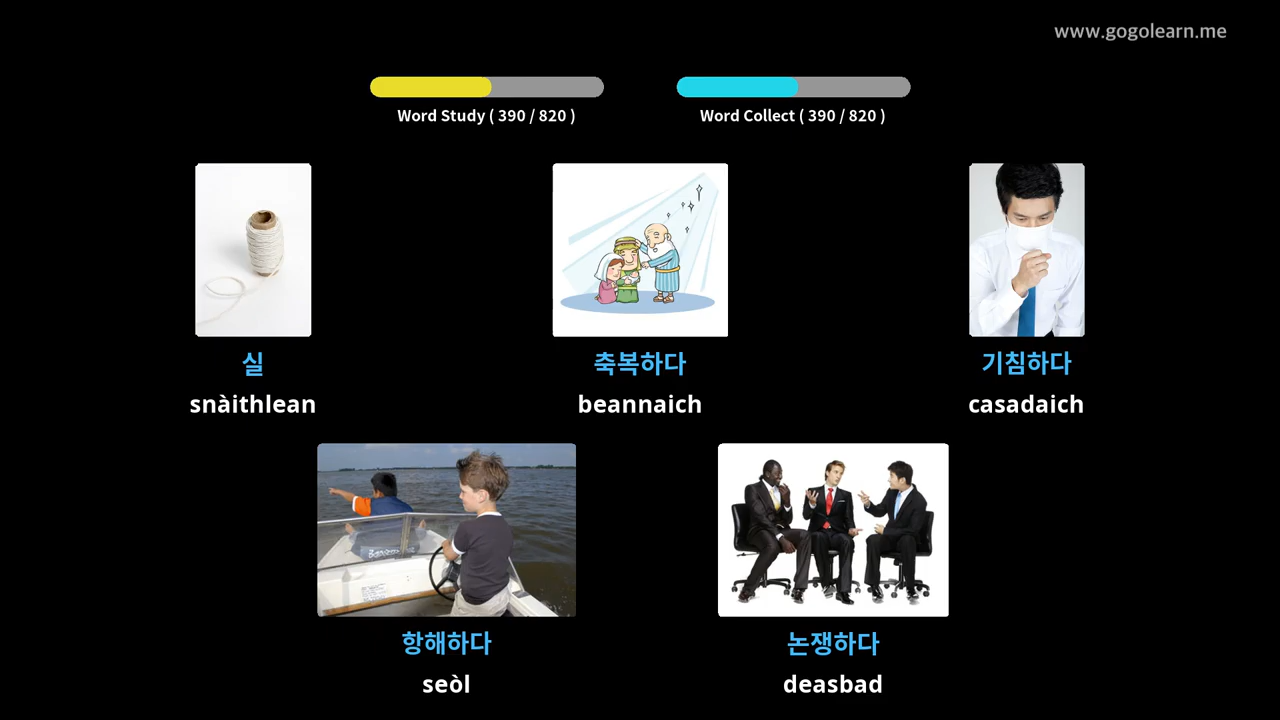 www.gogolearn.me
Word Study ( 390 / 820 )
Word Collect ( 390 / 820 )
실
snàithlean
축복하다
beannaich
기침하다
casadaich
항해하다
seòl
논쟁하다
deasbad